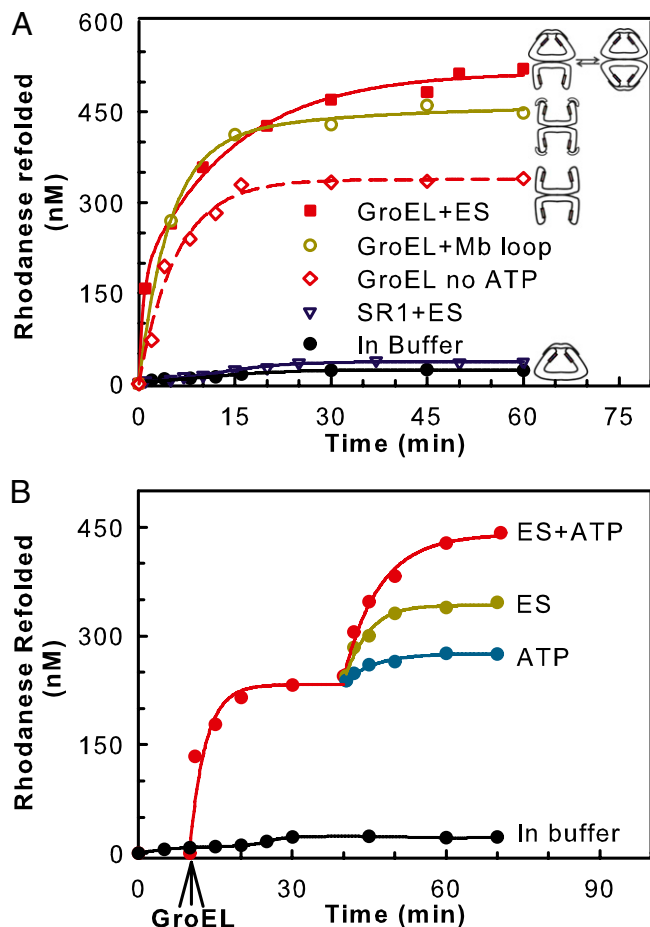 A
600
450
300
150
0
Rhodanese refolded
(nM)
GroEL+ES
GroEL+Mb loop
GroEL no ATP
SR1+ES
In Buffer
0 15 30 45 60 75
Time (min)
B
450
300
150
0
Rhodanese Refolded
(nM)
ES+ATP
ES
ATP
In buffer
0 30 60 90
GroEL
Time (min)